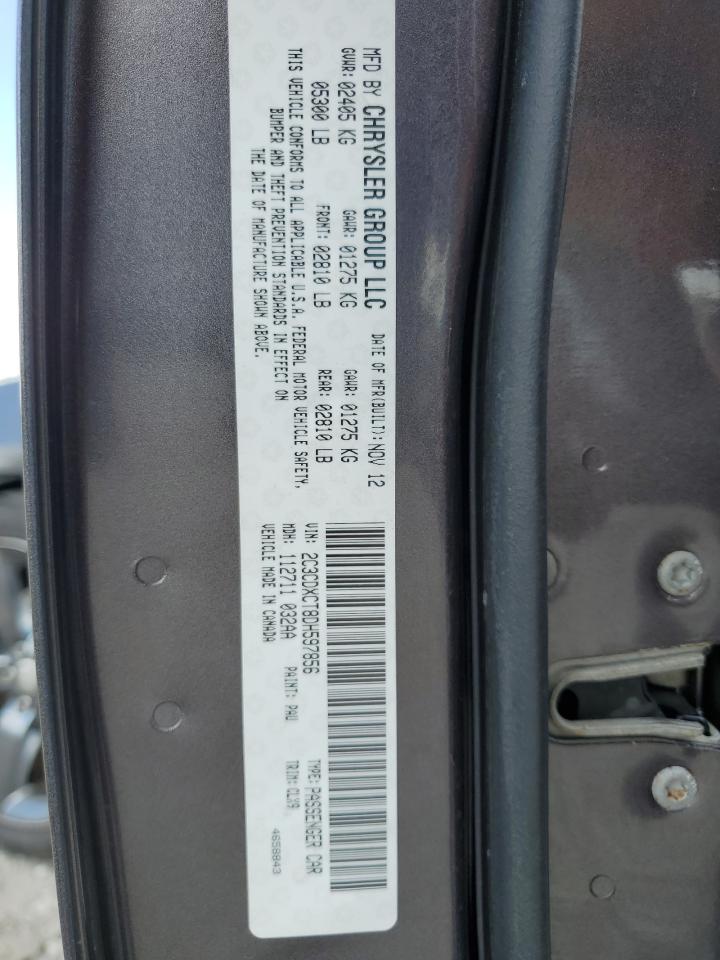 MFD BY CHRYSLER GROUP LLC DATE OF MFR(BUILT): NOV 12
GVWR: 02405 KG GAWR: 01275 KG GAWR: 01275 KG
05300 LB FRONT: 02810 LB REAR: 02810 LB
THIS VEHICLE CONFORMS TO ALL APPLICABLE U.S.A. FEDERAL MOTOR VEHICLE SAFETY,
BUMPER AND THEFT PREVENTION STANDARDS IN EFFECT ON
THE DATE OF MANUFACTURE SHOWN ABOVE.
VIN: 2C3CDXCT8DH597856 TYPE: PASSENGER CAR
MDH: 112711 032AA PAINT: PAU TRIM: CLX9
VEHICLE MADE IN CANADA
4658843